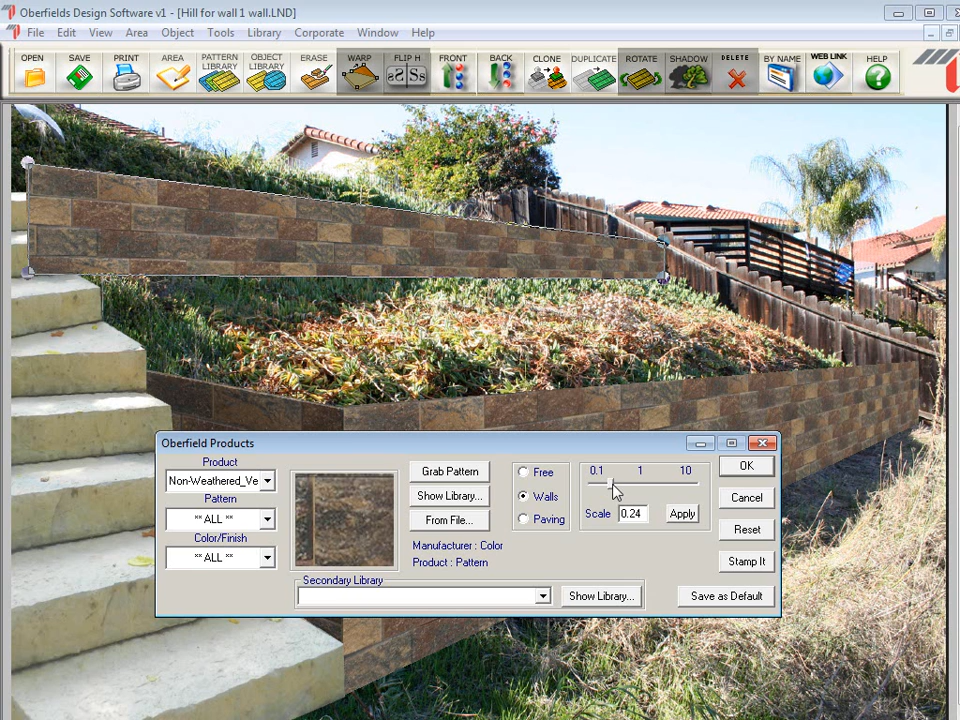 Oberfields Design Software v1 - [Hill for wall 1 wall.LND]
File Edit View Area Object Tools Library Corporate Window Help
OPEN SAVE PRINT AREA PATTERN LIBRARY OBJECT LIBRARY ERASE WARP FLIP H FRONT BACK CLONE DUPLICATE ROTATE SHADOW DELETE BY NAME WEB LINK HELP
Oberfield Products
Product
Non-Weathered_Ve
Pattern
** ALL **
Color/Finish
** ALL **
Grab Pattern
Show Library...
From File...
Manufacturer : Color
Product : Pattern
Free
Walls
Paving
0.1 1 10
Scale 0.24 Apply
OK
Cancel
Reset
Stamp It
Secondary Library
Show Library...
Save as Default